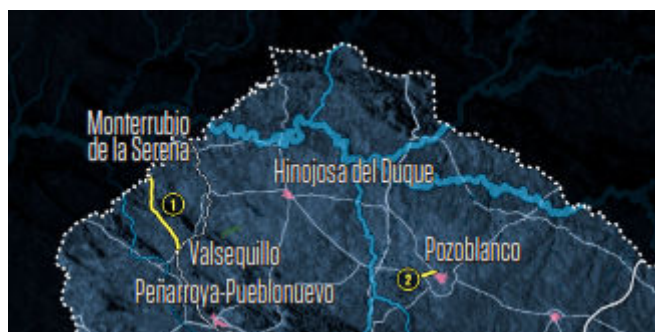 Monterrubio
de la Serena
Hinojosa del Duque
1
Valsequillo
Pozoblanco
2
Peñarroya-Pueblonuevo